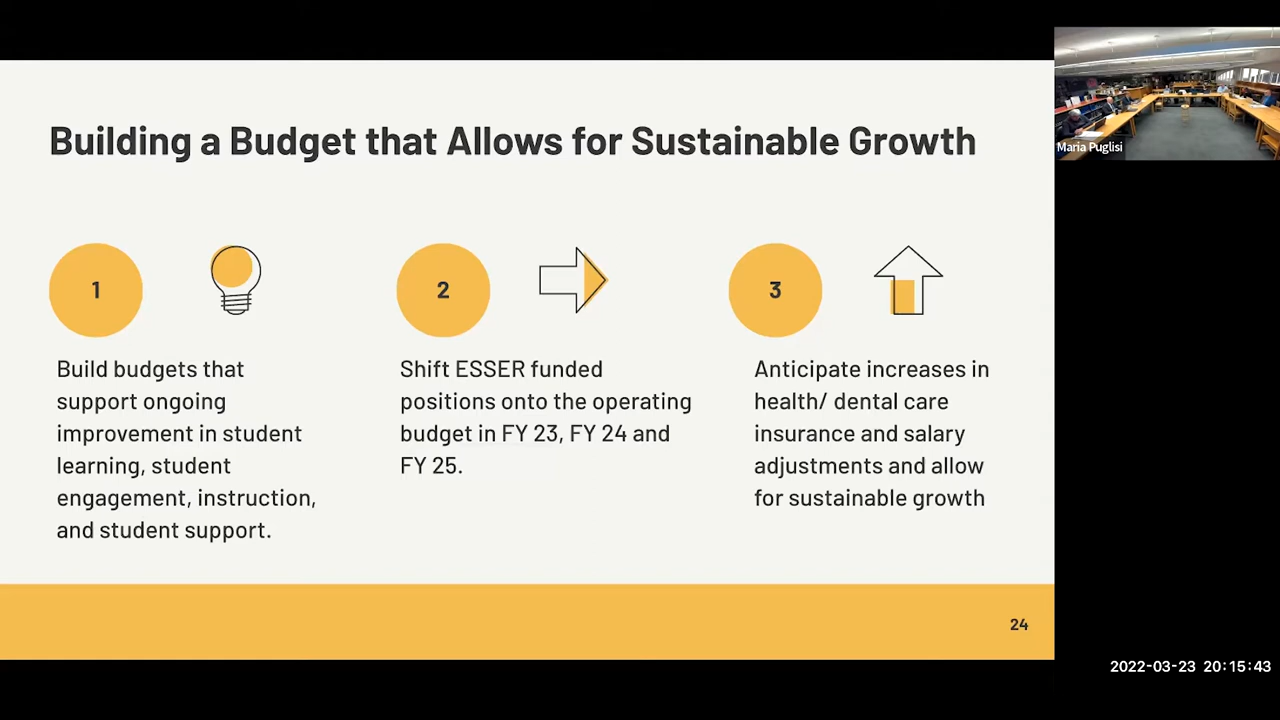 Building a Budget that Allows for Sustainable Growth
1
Build budgets that
support ongoing
improvement in student
learning, student
engagement, instruction,
and student support.
2
Shift ESSER funded
positions onto the operating
budget in FY 23, FY 24 and
FY 25.
3
Anticipate increases in
health/ dental care
insurance and salary
adjustments and allow
for sustainable growth
24
Maria Puglisi
2022-03-23 20:15:43